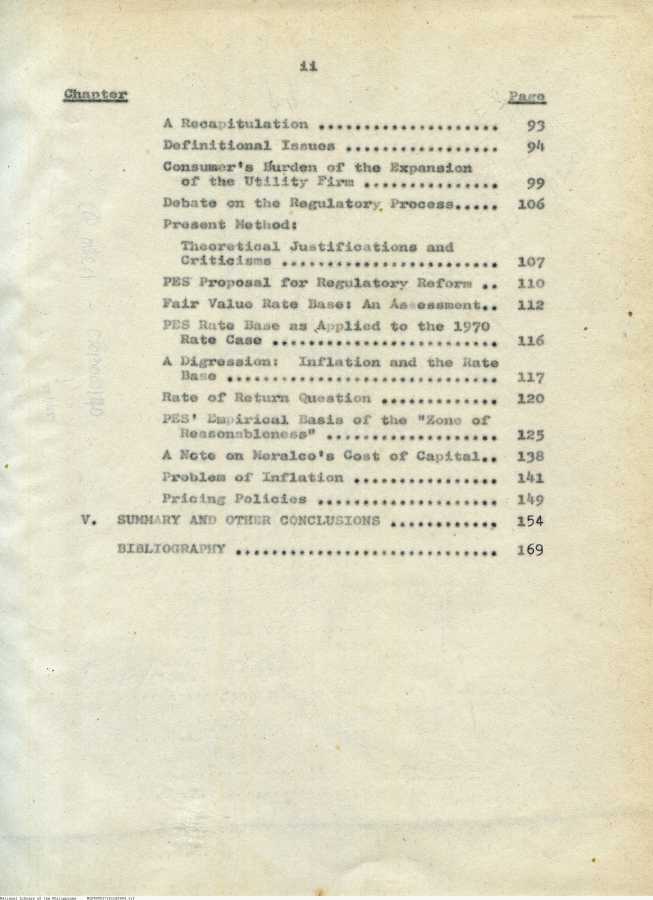 ii
Chapter Page
A Recapitulation .................... 93
Definitional Issues ................. 94
Consumer's Burden of the Expansion
of the Utility Firm ............... 99
Debate on the Regulatory Process..... 106
Present Method:
Theoretical Justifications and
Criticisms ........................ 107
PES Proposal for Regulatory Reform .. 110
Fair Value Rate Base: An Assessment.. 112
PES Rate Base as Applied to the 1970
Rate Case ......................... 116
A Digression: Inflation and the Rate
Base .............................. 117
Rate of Return Question ............. 120
PES' Empirical Basis of the "Zone of
Reasonableness" ................... 125
A Note on Meralco's Cost of Capital.. 138
Problem of Inflation ................ 141
Pricing Policies .................... 149
V. SUMMARY AND OTHER CONCLUSIONS ............ 154
BIBLIOGRAPHY ............................. 169
National Library of the Philippines